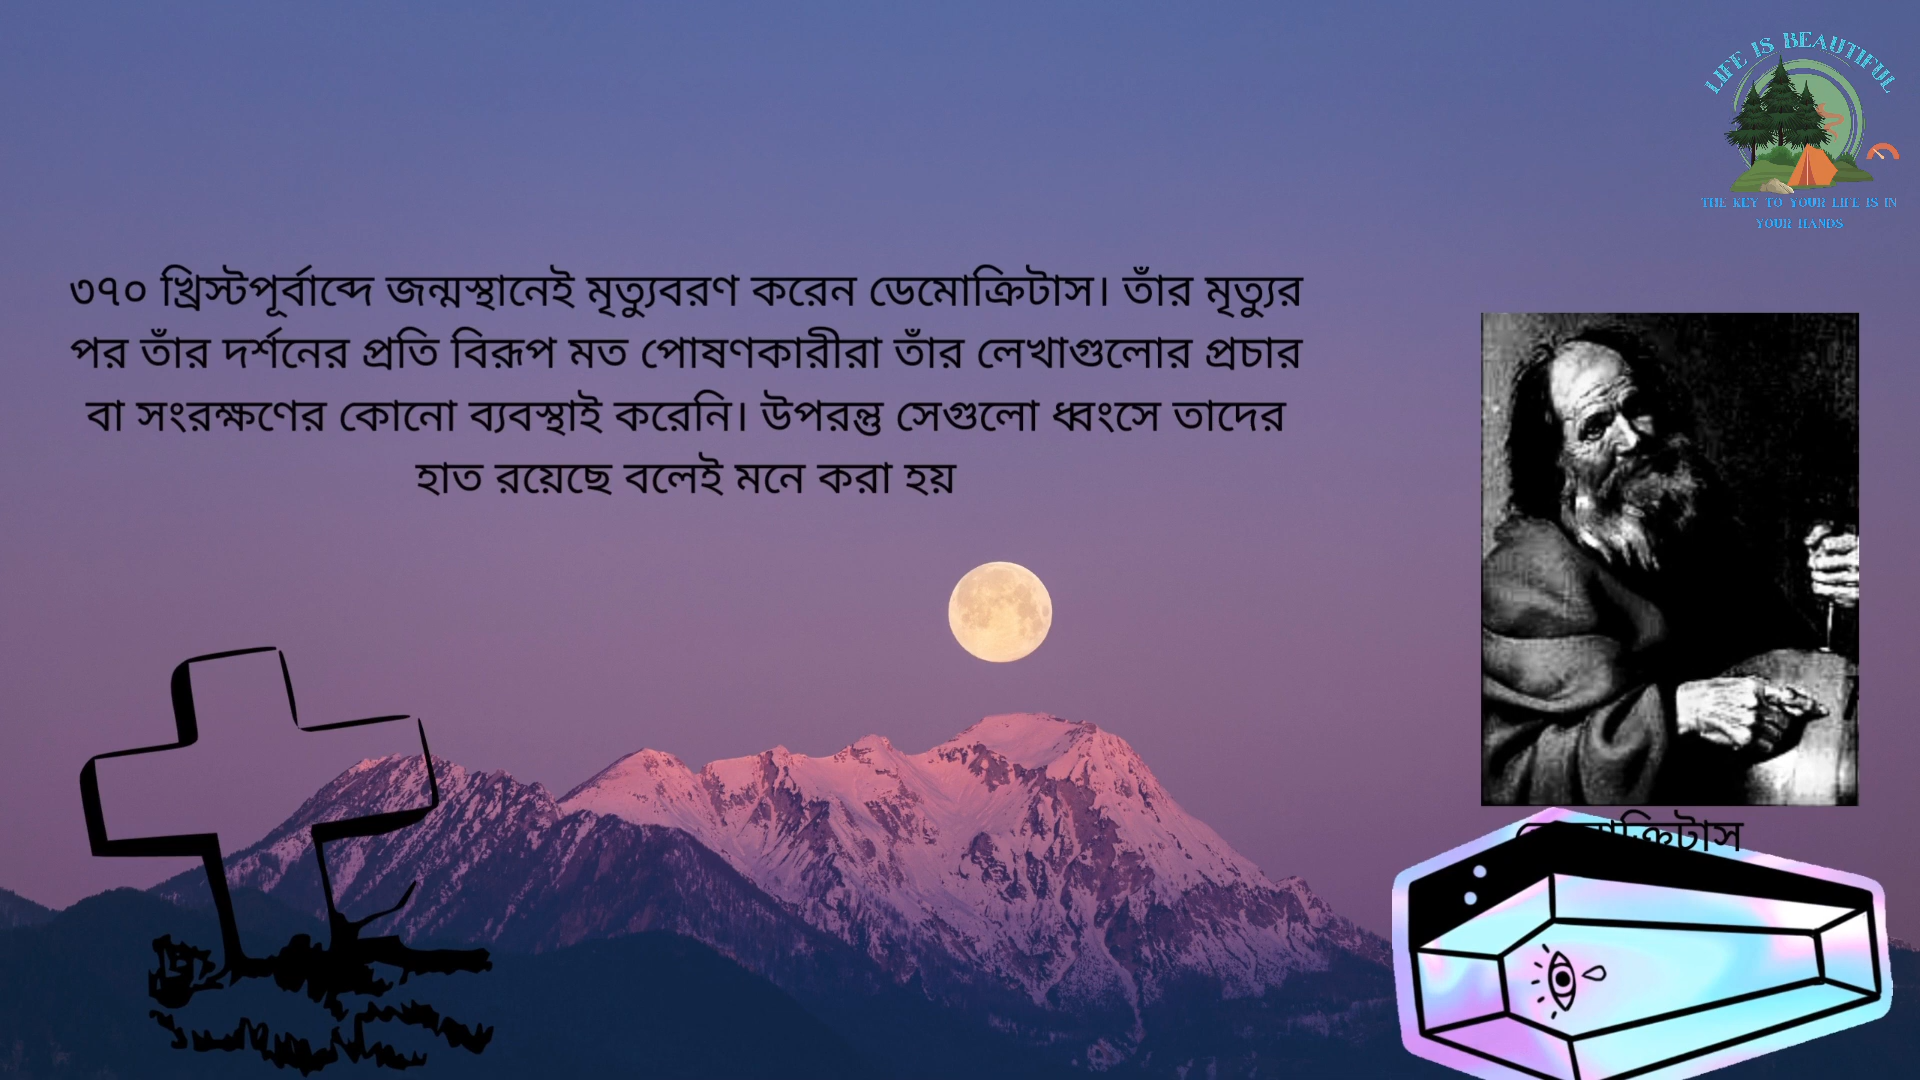 LIFE IS BEAUTIFUL
THE KEY TO YOUR LIFE IS IN
YOUR HANDS
৩৭০ খ্রিস্টপূর্বাব্দে জন্মস্থানেই মৃত্যুবরণ করেন ডেমোক্রিটাস। তাঁর মৃত্যুর
পর তাঁর দর্শনের প্রতি বিরূপ মত পোষণকারীরা তাঁর লেখাগুলোর প্রচার
বা সংরক্ষণের কোনো ব্যবস্থাই করেনি। উপরন্তু সেগুলো ধ্বংসে তাদের
হাত রয়েছে বলেই মনে করা হয়